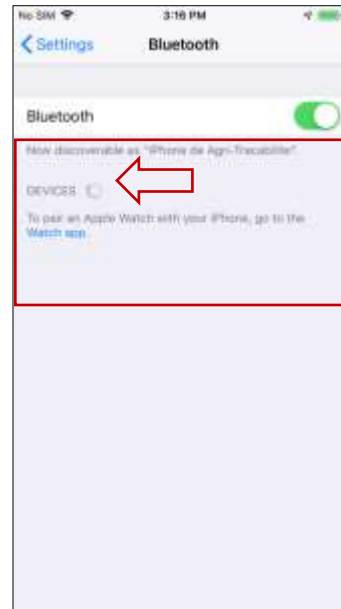 No SIM 3:16 PM
Settings Bluetooth
Bluetooth
Now discoverable as "iPhone de Agri-Tracabilite".
DEVICES
To pair an Apple Watch with your iPhone, go to the
Watch app.